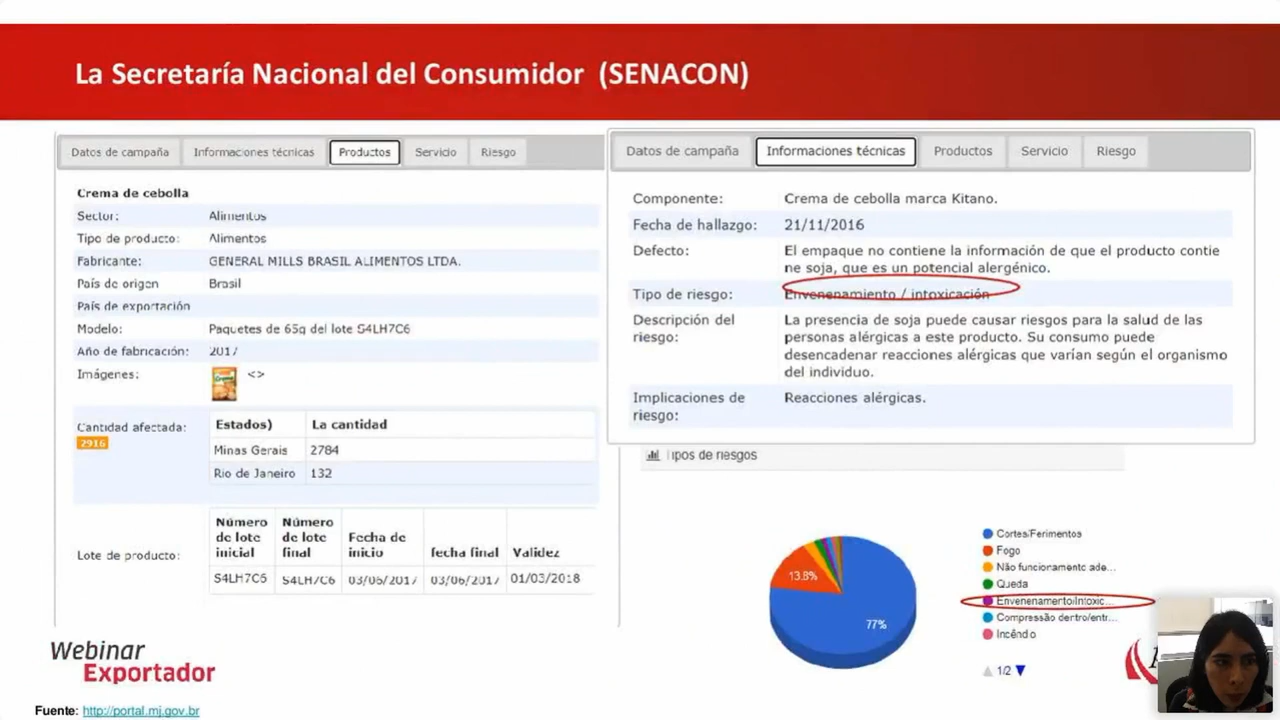 La Secretaría Nacional del Consumidor (SENACON)
Datos de campaña
Informaciones técnicas
Productos
Servicio
Riesgo
Crema de cebolla
Sector: Alimentos
Tipo de producto: Alimentos
Fabricante: GENERAL MILLS BRASIL ALIMENTOS LTDA.
País de origen Brasil
País de exportación
Modelo: Paquetes de 65g del lote S4LH7C6
Año de fabricación: 2017
Imágenes: <>
Cantidad afectada:
2916
Estados) La cantidad
Minas Gerais 2784
Rio de Janeiro 132
Lote de producto:
Número de lote inicial
Número de lote final
Fecha de inicio
fecha final
Validez
S4LH7C6 S4LH7C6 03/06/2017 03/06/2017 01/03/2018
Datos de campaña
Informaciones técnicas
Productos
Servicio
Riesgo
Componente: Crema de cebolla marca Kitano.
Fecha de hallazgo: 21/11/2016
Defecto: El empaque no contiene la información de que el producto contie
ne soja, que es un potencial alergénico.
Tipo de riesgo: Envenenamiento / intoxicación
Descripción del riesgo: La presencia de soja puede causar riesgos para la salud de las
personas alérgicas a este producto. Su consumo puede
desencadenar reacciones alérgicas que varían según el organismo
del individuo.
Implicaciones de riesgo: Reacciones alérgicas.
Tipos de riesgos
13.8%
77%
Cortes/Ferimentos
Fogo
Não funcionamento ade...
Queda
Envenenamento/Intoxic...
Compressão dentro/entr...
Incêndio
1/2
Webinar
Exportador
Fuente: http://portal.mj.gov.br